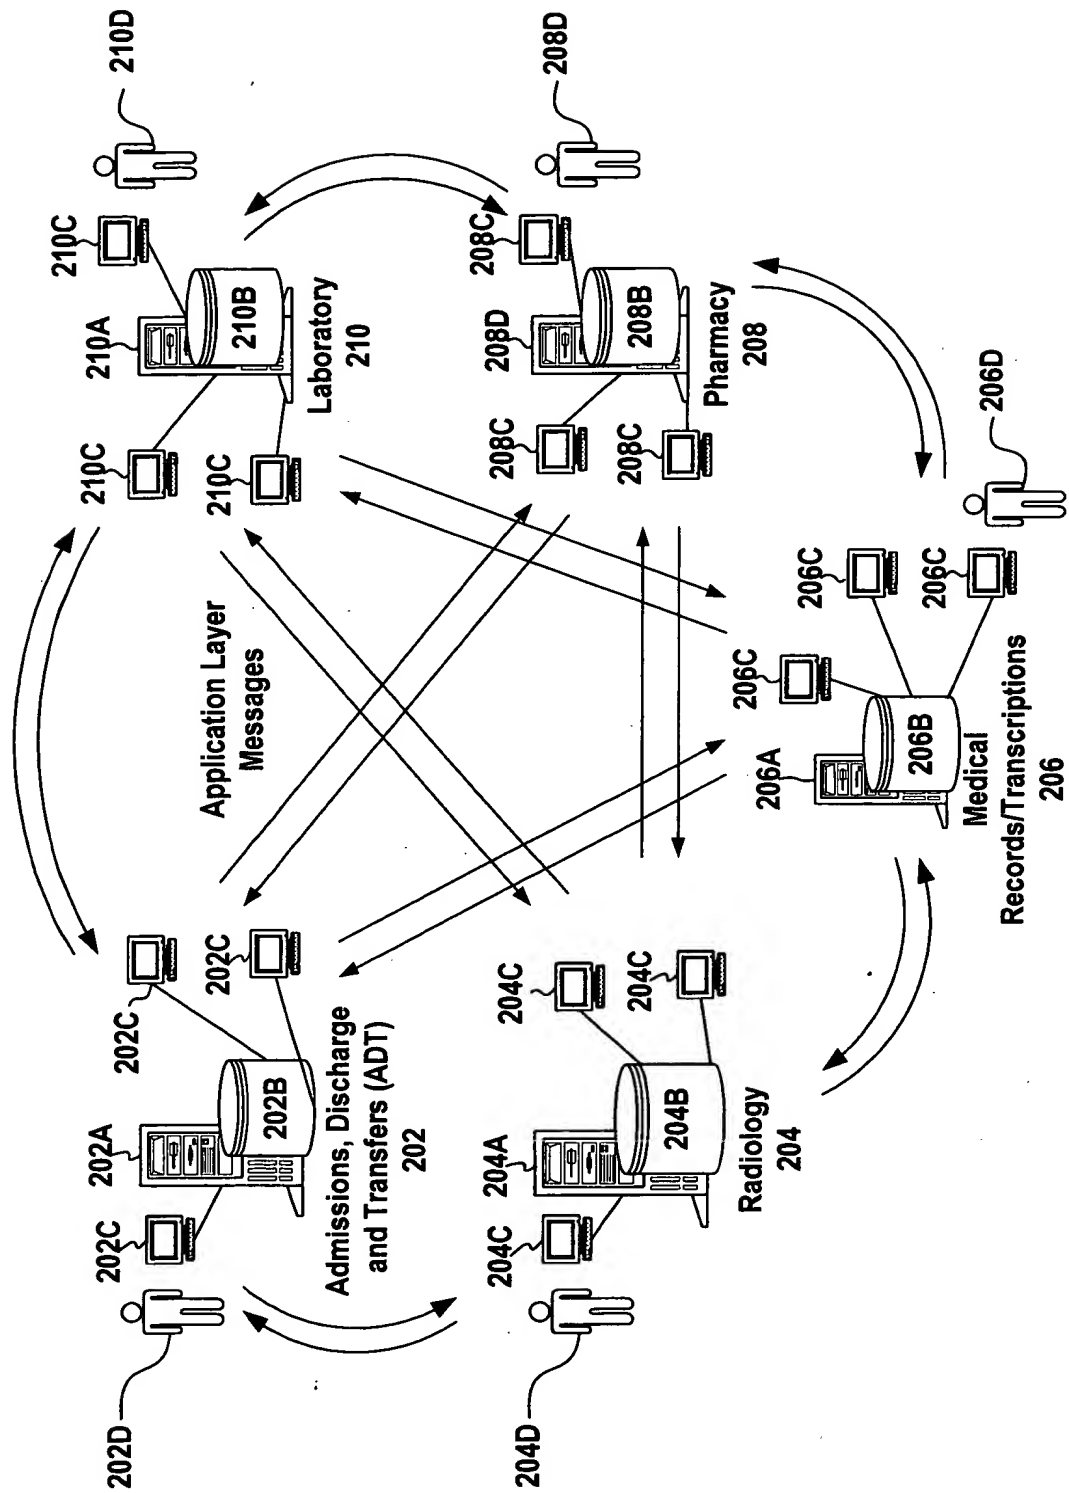 202D
202C
202A
202B
202C
202C
Admissions, Discharge
and Transfers (ADT)
202
Application Layer
Messages
210C
210A
210C
210D
210B
210C
Laboratory
210
204D
204C
204A
204B
204C
204C
Radiology
204
208C
208D
208C
208D
208B
208C
Pharmacy
208
206A
206C
206C
206C
206D
206B
Medical
Records/Transcriptions
206